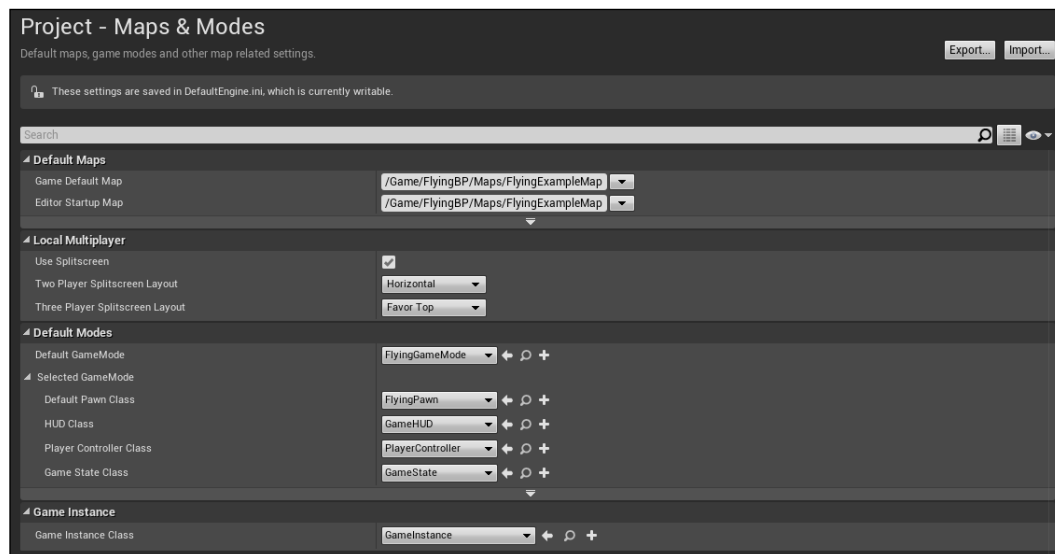 Project - Maps & Modes
Default maps, game modes and other map related settings.
Export...
Import...
These settings are saved in DefaultEngine.ini, which is currently writable.
Search
Default Maps
Game Default Map /Game/FlyingBP/Maps/FlyingExampleMap
Editor Startup Map /Game/FlyingBP/Maps/FlyingExampleMap
Local Multiplayer
Use Splitscreen
Two Player Splitscreen Layout Horizontal
Three Player Splitscreen Layout Favor Top
Default Modes
Default GameMode FlyingGameMode
Selected GameMode
Default Pawn Class FlyingPawn
HUD Class GameHUD
Player Controller Class PlayerController
Game State Class GameState
Game Instance
Game Instance Class GameInstance